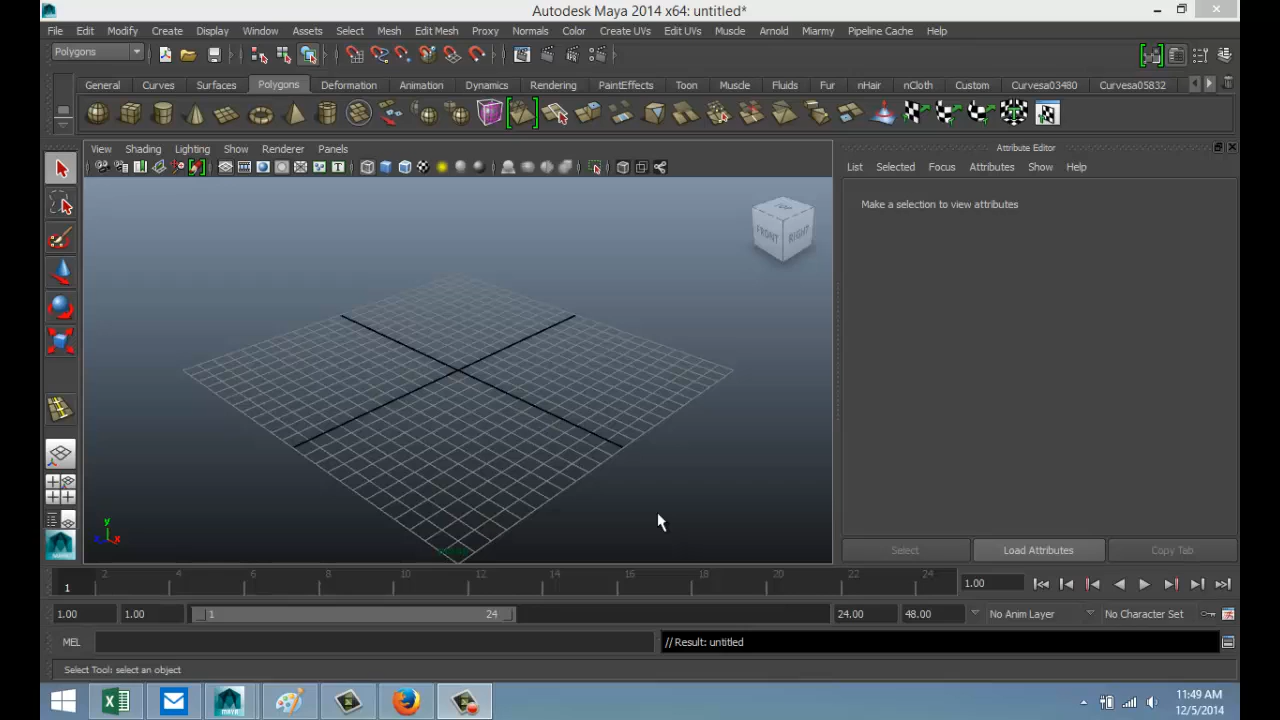 Autodesk Maya 2014 x64: untitled*
File Edit Modify Create Display Window Assets Select Mesh Edit Mesh Proxy Normals Color Create UVs Edit UVs Muscle Arnold Miarmy Pipeline Cache Help
Polygons
General Curves Surfaces Polygons Deformation Animation Dynamics Rendering PaintEffects Toon Muscle Fluids Fur nHair nCloth Custom Curvesa03480 Curvesa05832
View Shading Lighting Show Renderer Panels
Attribute Editor
List Selected Focus Attributes Show Help
Make a selection to view attributes
FRONT RIGHT
y
x
Select Load Attributes Copy Tab
1 2 4 6 8 10 12 14 16 18 20 22 24 1.00
1.00 1.00 1 24 24.00 48.00 No Anim Layer No Character Set
MEL // Result: untitled
Select Tool: select an object
11:49 AM
12/5/2014